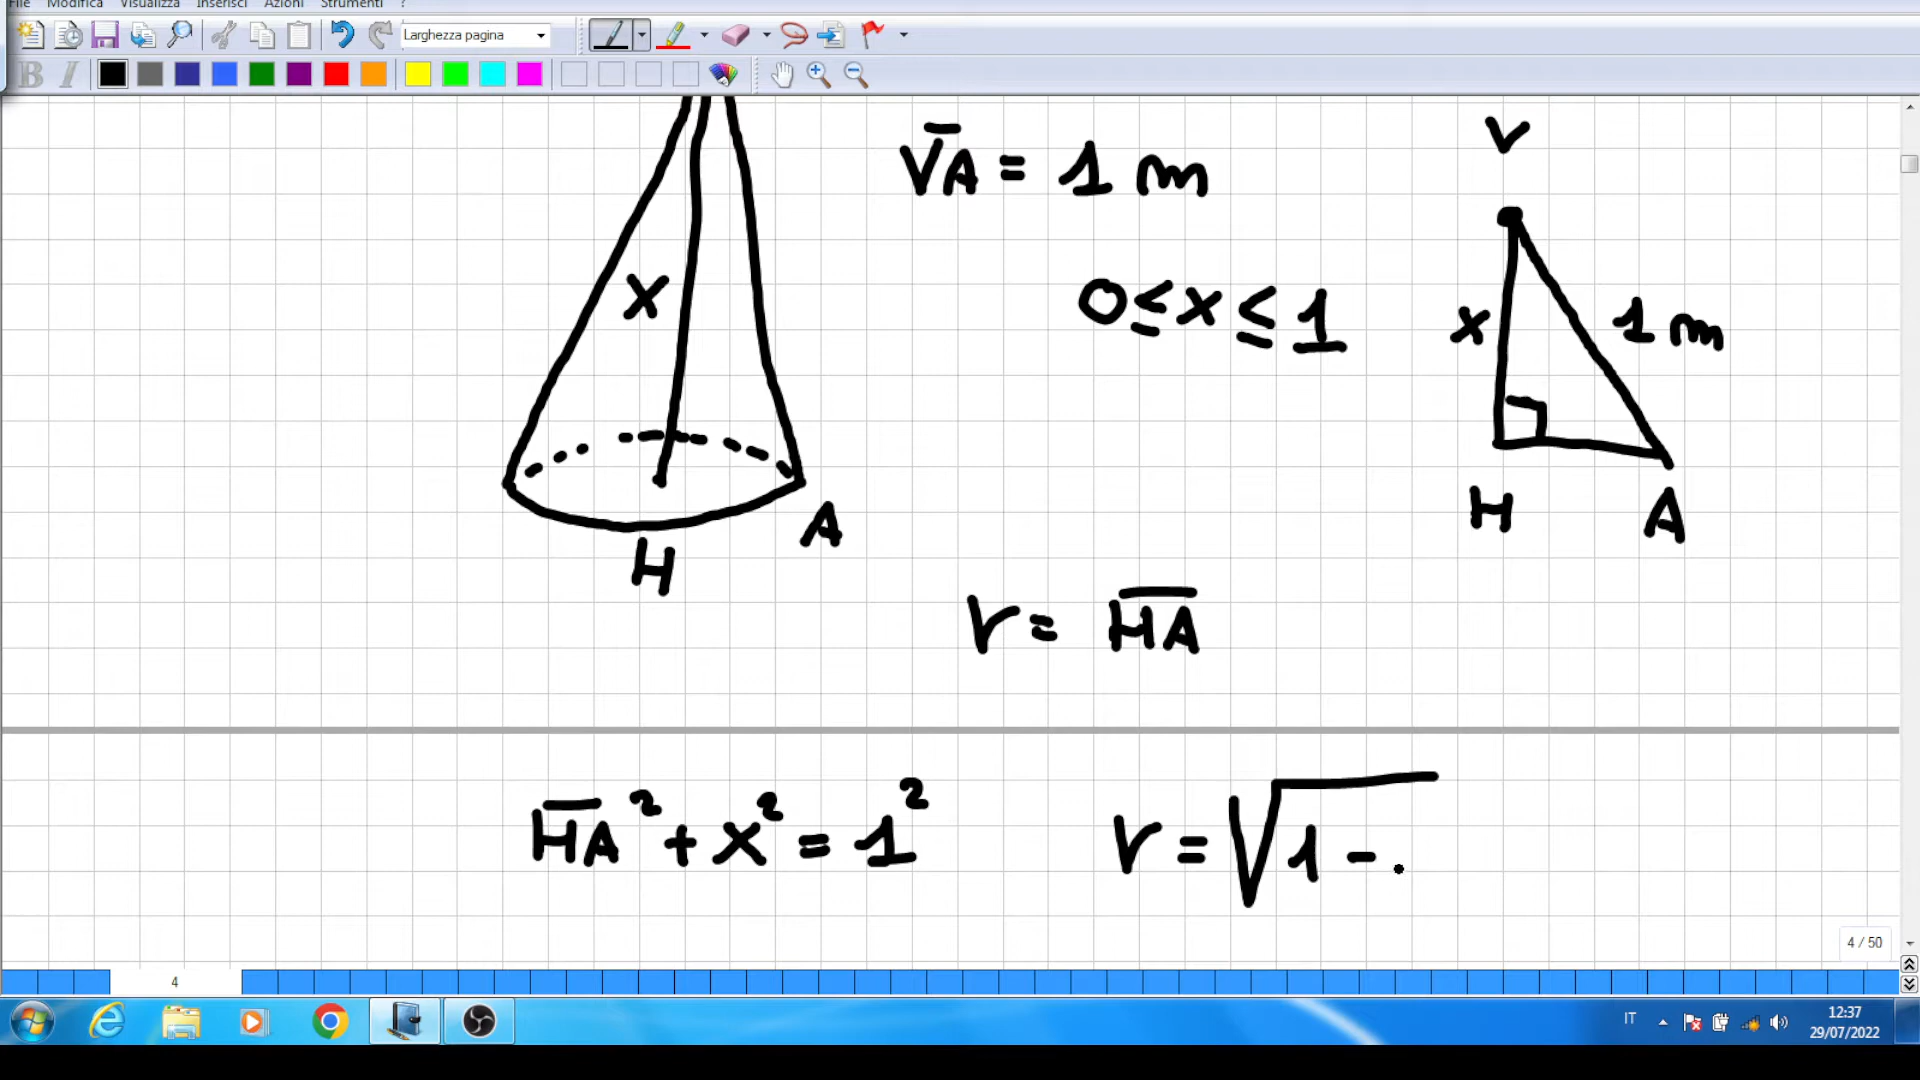 File Modifica Visualizza Inserisci Azioni Strumenti ?
Larghezza pagina
B I
V̅A̅ = 1 m
V
X
0 ≤ x ≤ 1
x
1 m
A
H
H
A
r = H̅A̅
H̅A̅² + X² = 1²
r = √1 -
4 / 50
4
IT
12:37
29/07/2022